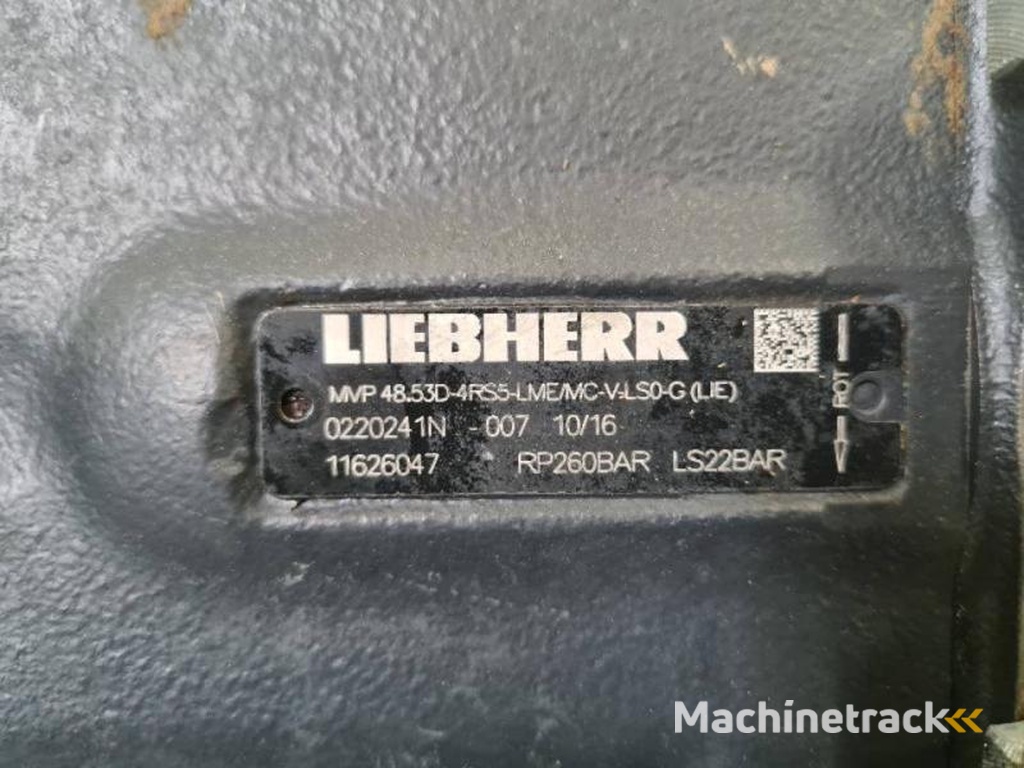 LIEBHERR
MVP 48.53D-4RS5-LME/MC-V-LS0-G (LIE)
0220241N -007 10/16
11626047 RP260BAR LS22BAR
ROT
Machinetrack